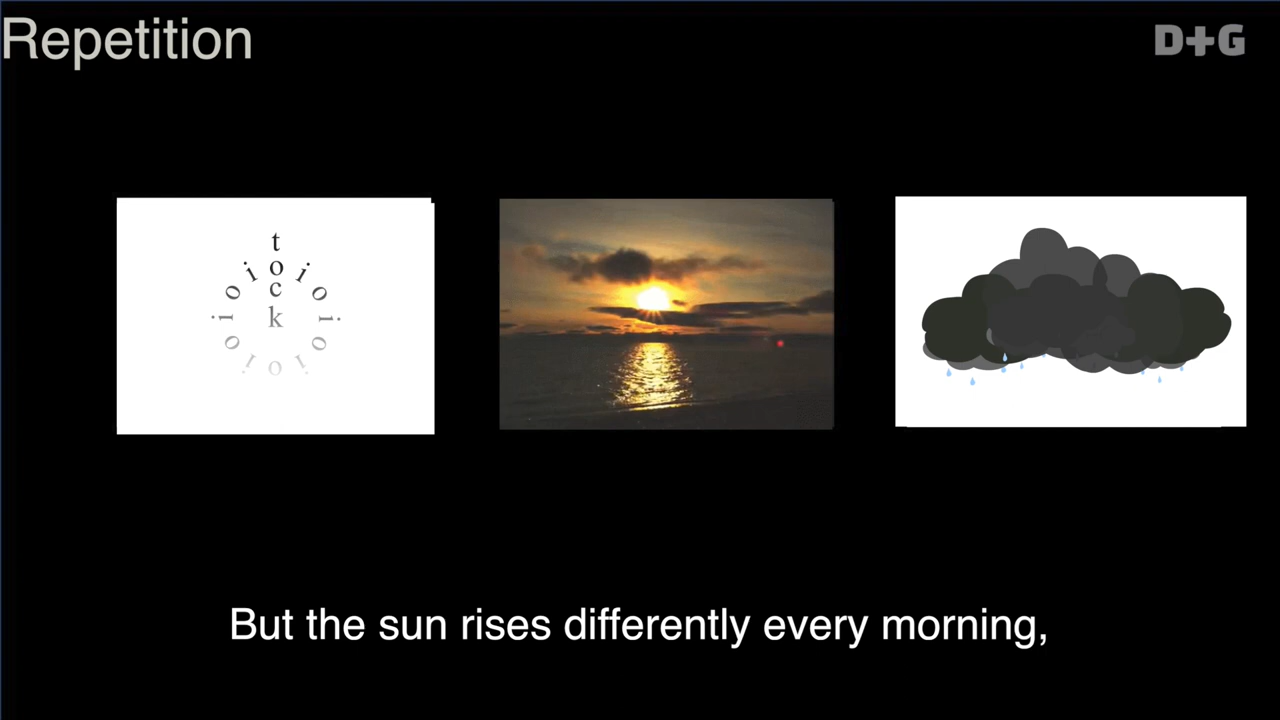 Repetition
D+G
t
o
c
k
i o i o i o i o i o i o
But the sun rises differently every morning,